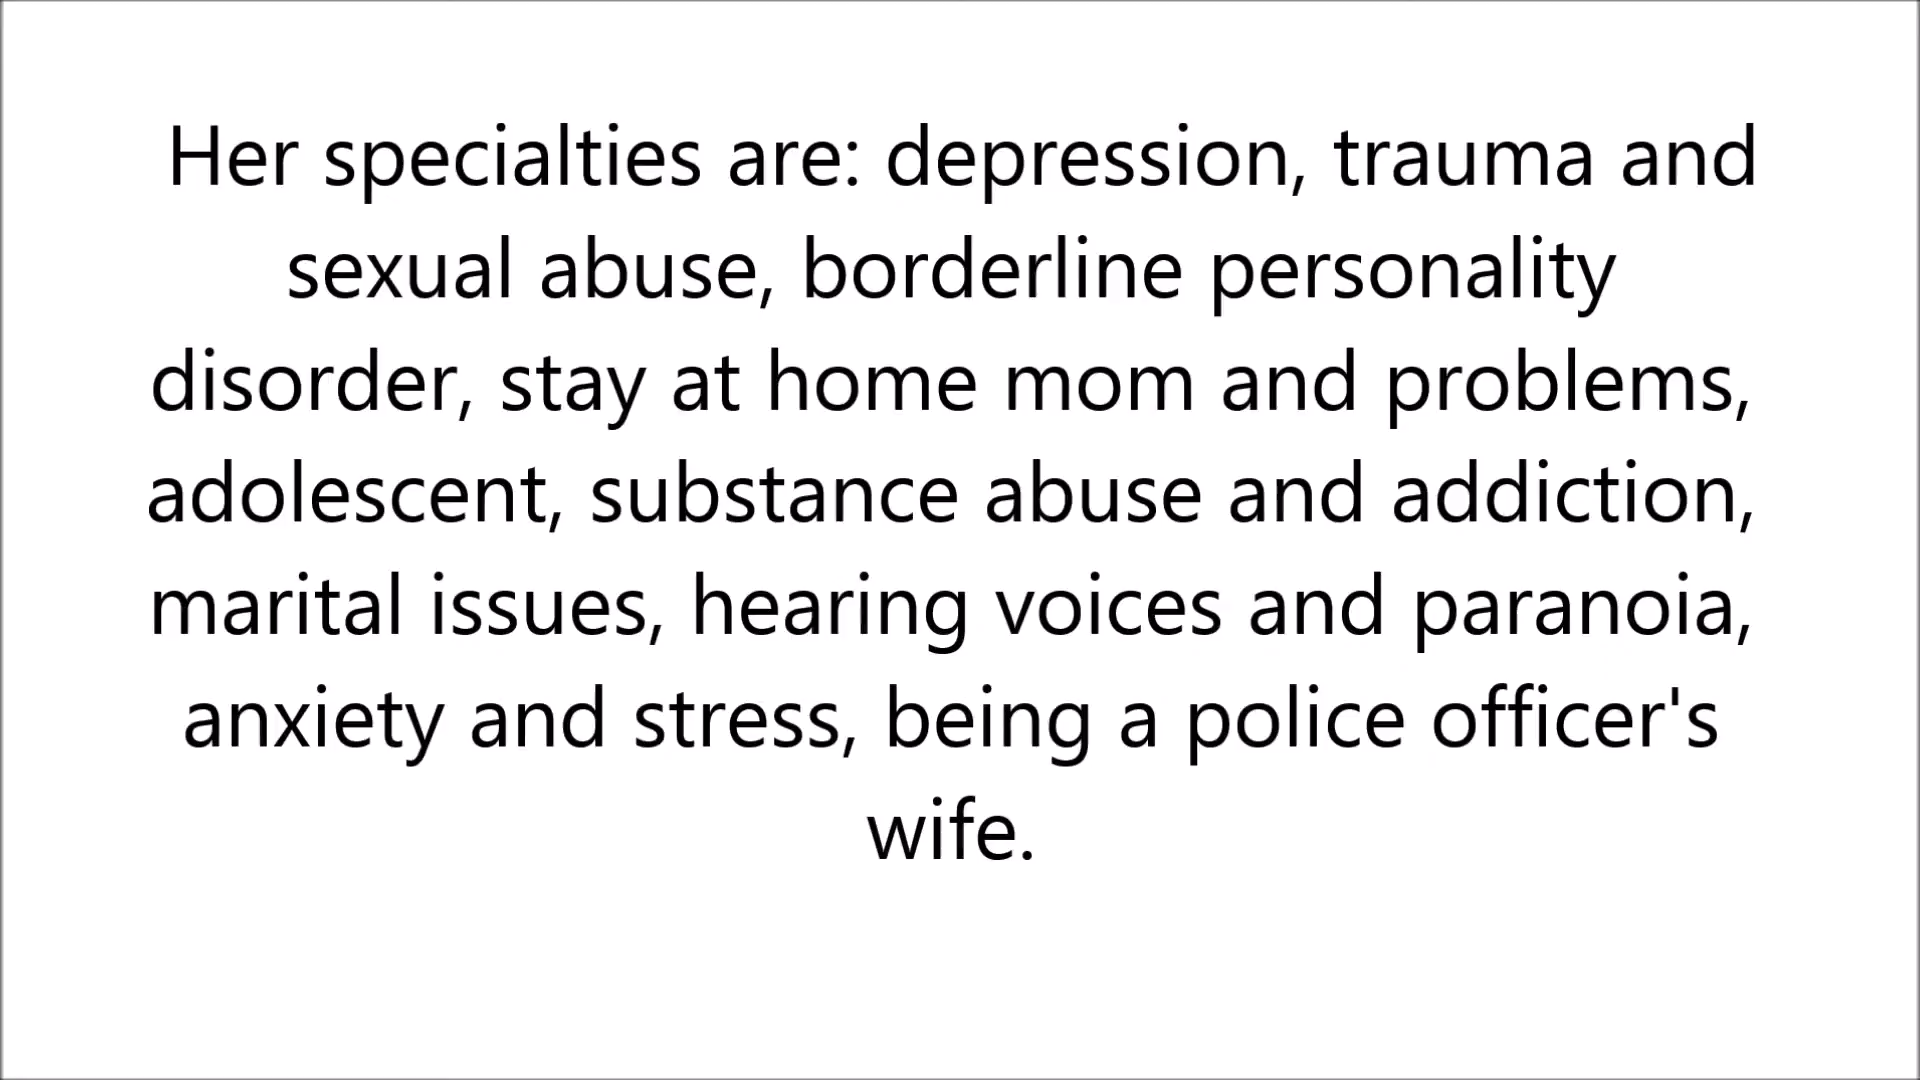 Her specialties are: depression, trauma and
sexual abuse, borderline personality
disorder, stay at home mom and problems,
adolescent, substance abuse and addiction,
marital issues, hearing voices and paranoia,
anxiety and stress, being a police officer's
wife.